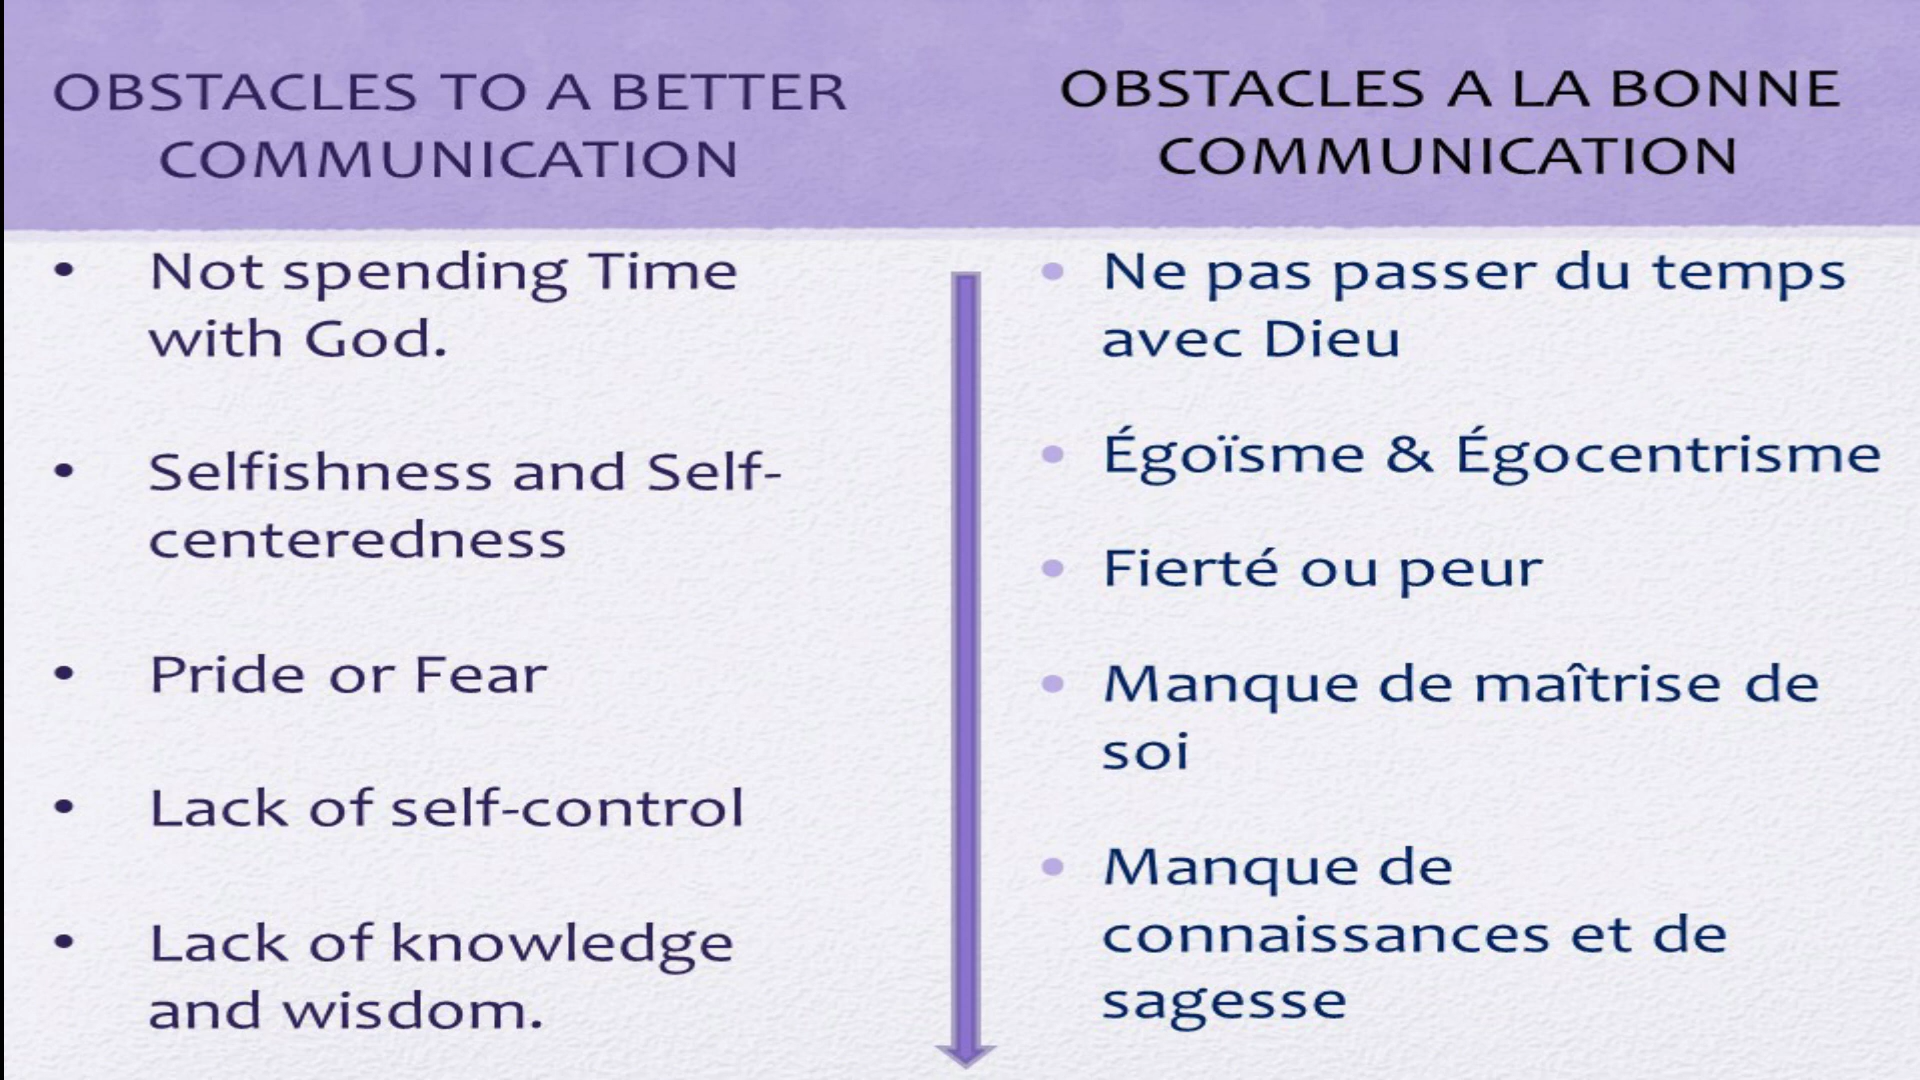 OBSTACLES TO A BETTER
COMMUNICATION
• Not spending Time
with God.
• Selfishness and Self-
centeredness
• Pride or Fear
• Lack of self-control
• Lack of knowledge
and wisdom.
OBSTACLES A LA BONNE
COMMUNICATION
• Ne pas passer du temps
avec Dieu
• Égoïsme & Égocentrisme
• Fierté ou peur
• Manque de maîtrise de
soi
• Manque de
connaissances et de
sagesse